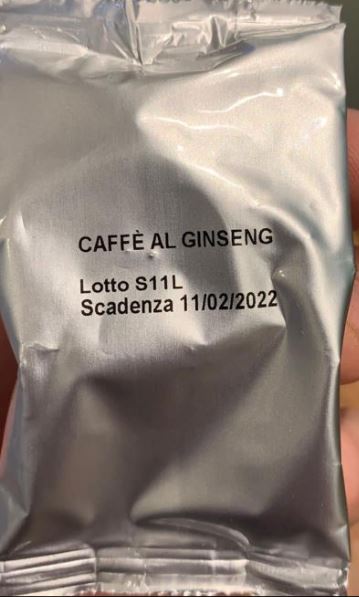 CAFFÈ AL GINSENG
Lotto S11L
Scadenza 11/02/2022